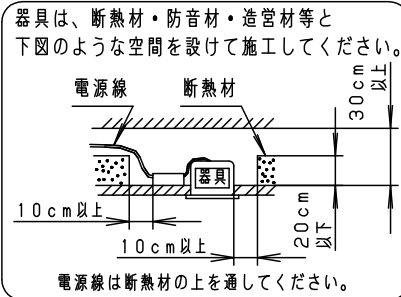 器具は、断熱材・防音材・造営材等と
下図のような空間を設けて施工してください。
電源線
断熱材
30cm以上
器具
10cm以上
10cm以上
20cm以下
電源線は断熱材の上を通してください。